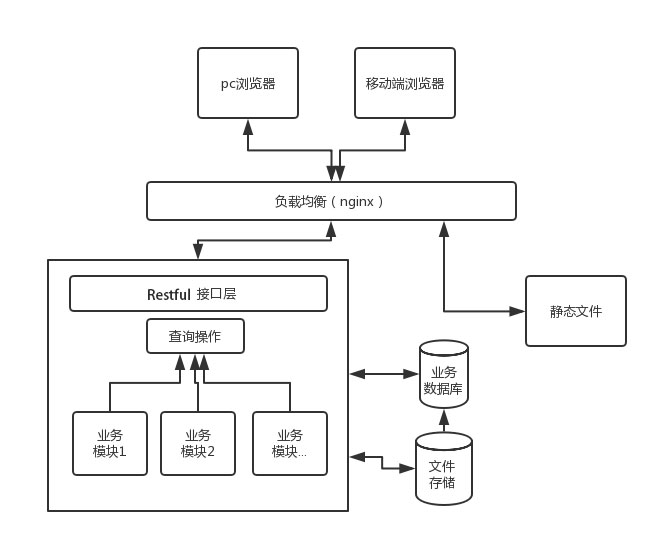 pc浏览器
移动端浏览器
负载均衡（nginx）
Restful 接口层
静态文件
查询操作
业务
数据库
业务
模块1
业务
模块2
业务
模块...
文件
存储